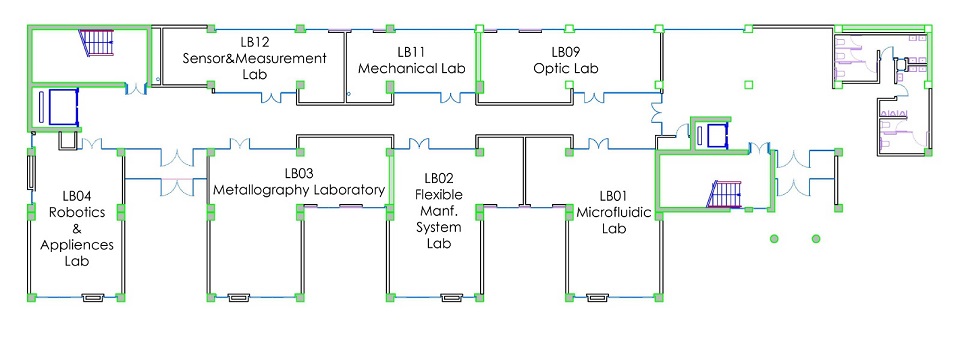 LB12
Sensor&Measurement
Lab
LB11
Mechanical Lab
LB09
Optic Lab
LB04
Robotics
&
Appliances
Lab
LB03
Metallography Laboratory
LB02
Flexible
Manf.
System
Lab
LB01
Microfluidic
Lab